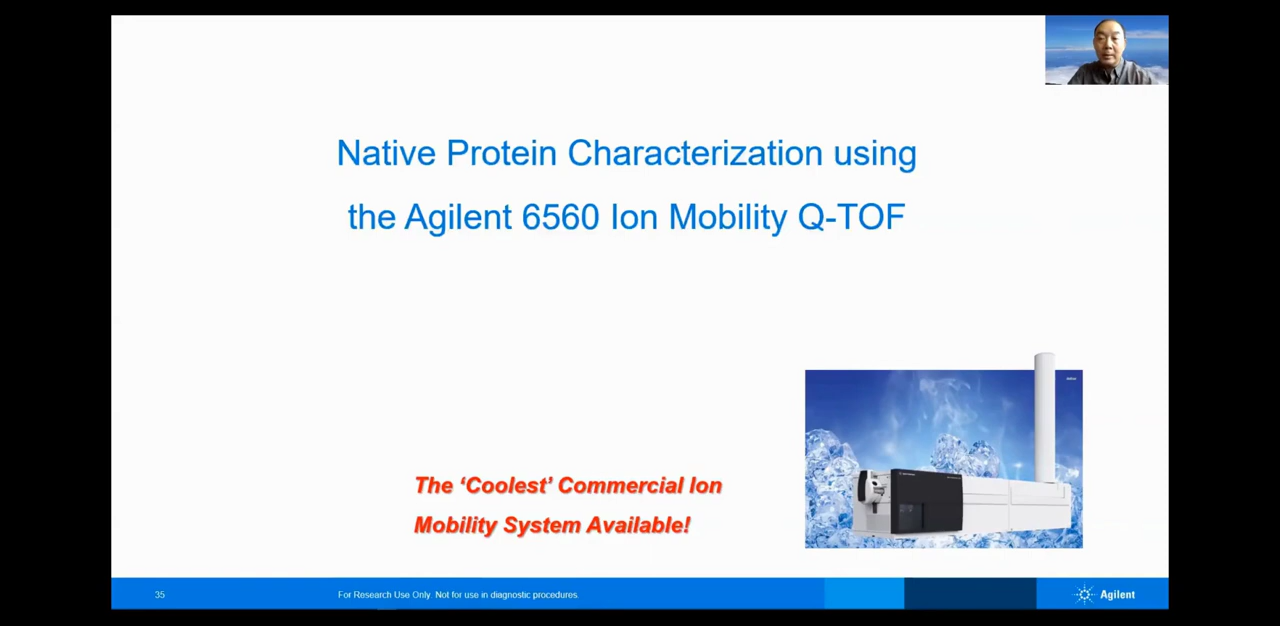 Native Protein Characterization using
the Agilent 6560 Ion Mobility Q-TOF
The ‘Coolest’ Commercial Ion
Mobility System Available!
35
For Research Use Only. Not for use in diagnostic procedures.
Agilent